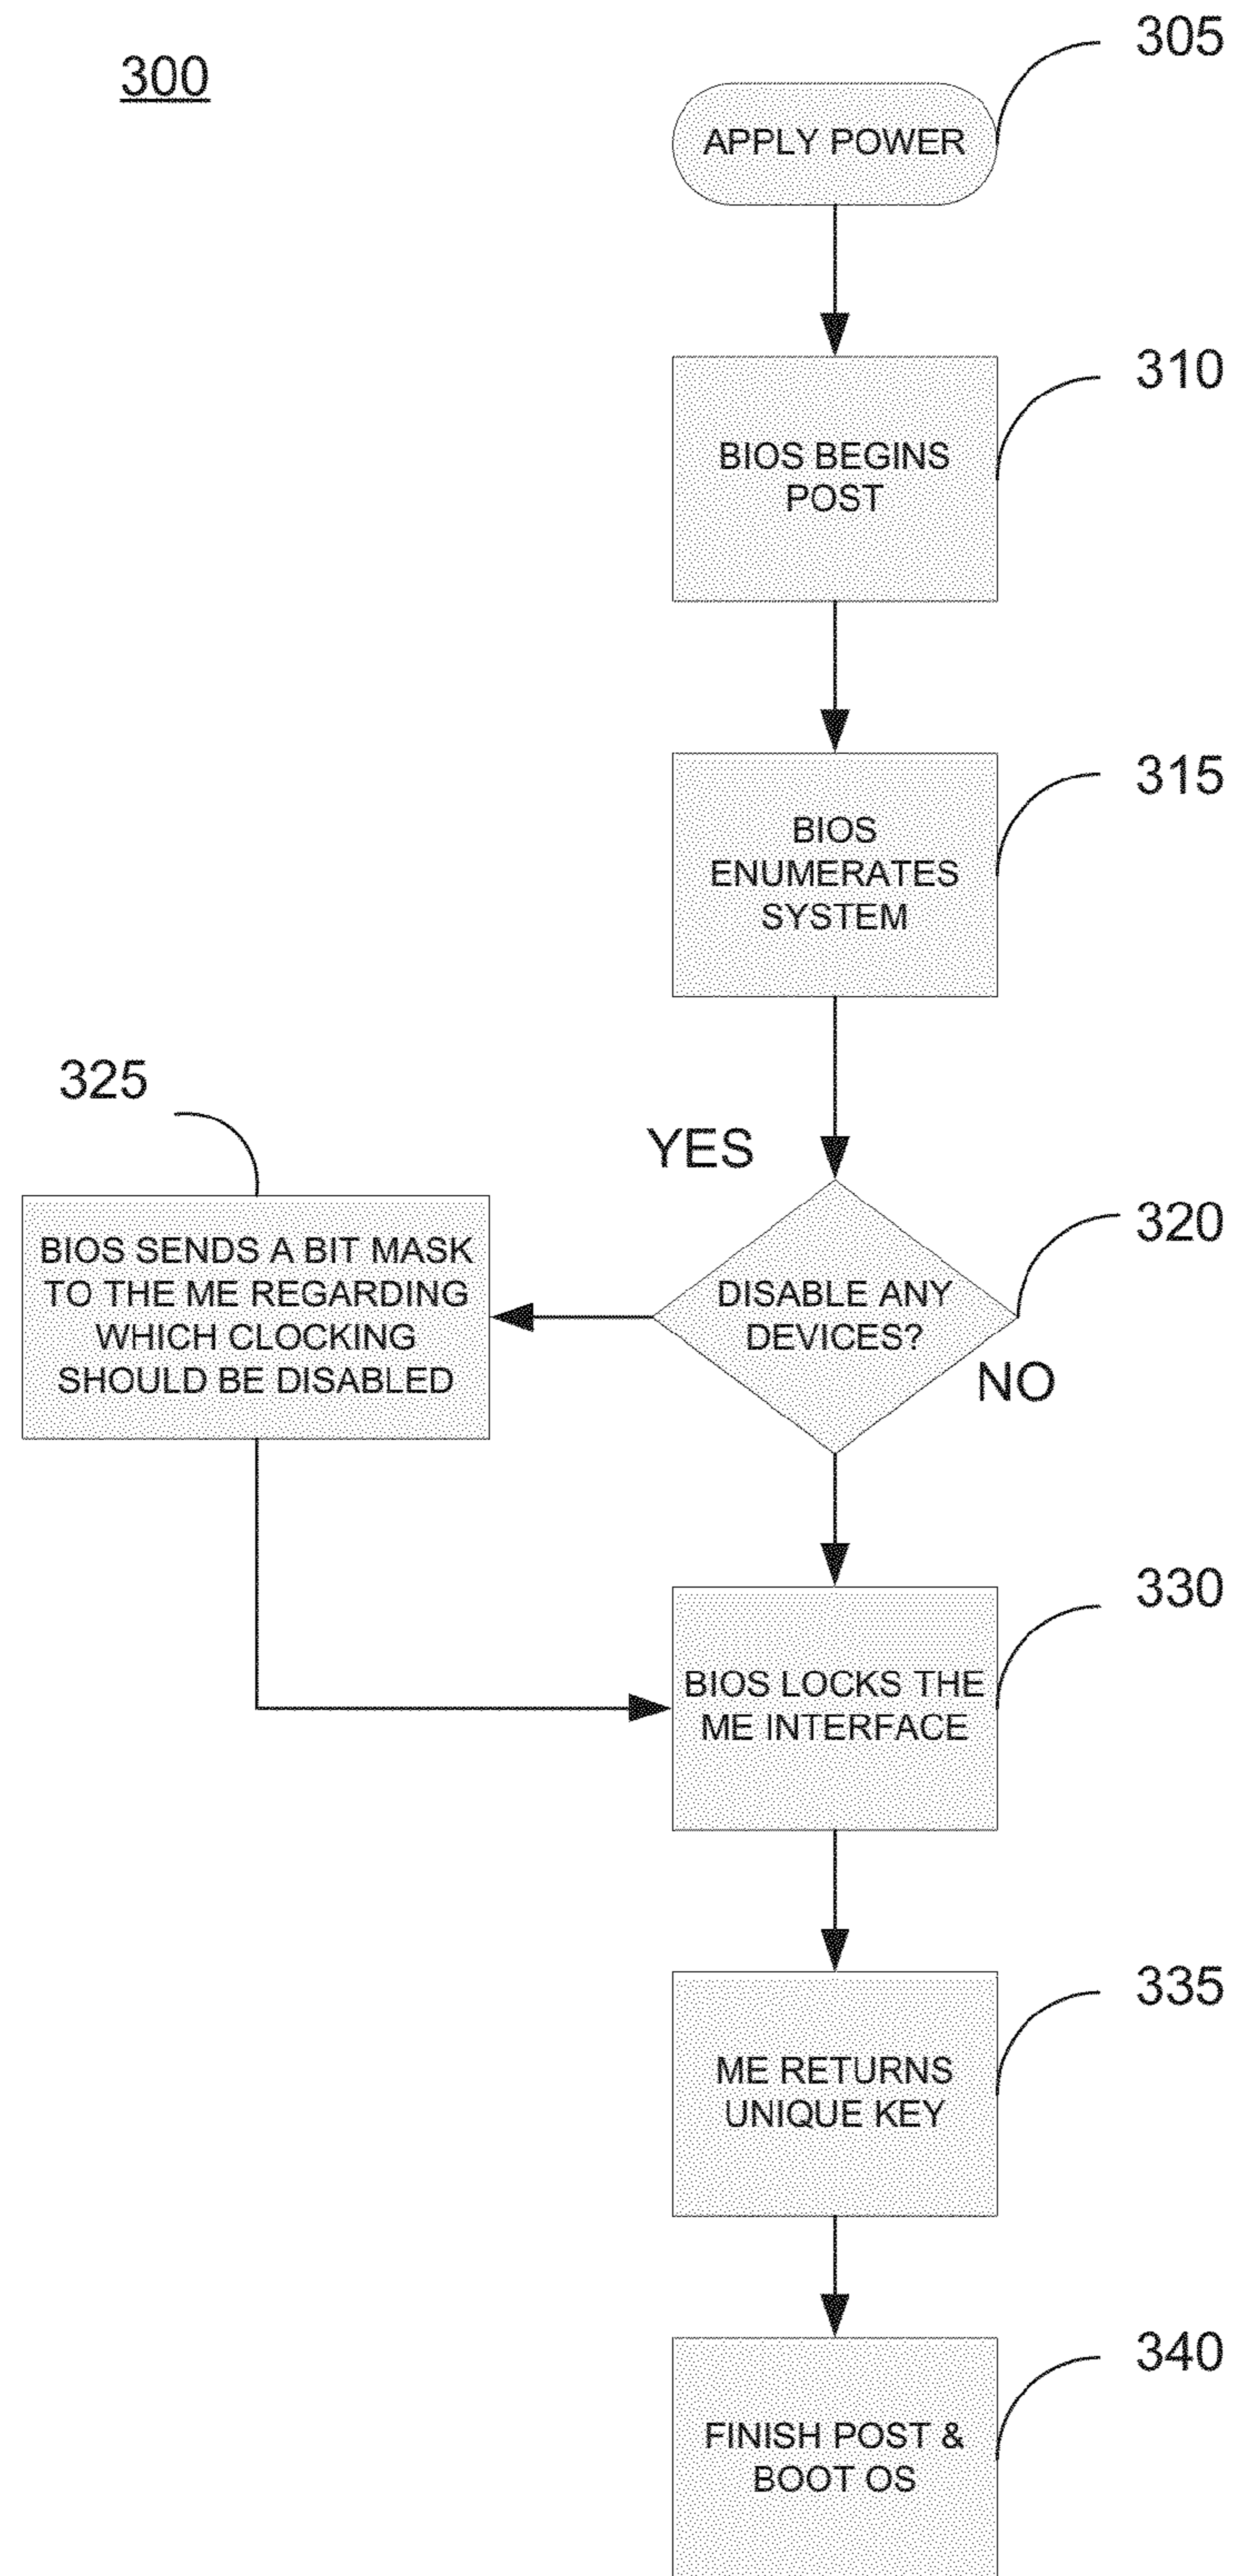 300
305
APPLY POWER
310
BIOS BEGINS
POST
315
BIOS
ENUMERATES
SYSTEM
325
YES
320
BIOS SENDS A BIT MASK
TO THE ME REGARDING
WHICH CLOCKING
SHOULD BE DISABLED
DISABLE ANY
DEVICES?
NO
330
BIOS LOCKS THE
ME INTERFACE
335
ME RETURNS
UNIQUE KEY
340
FINISH POST &
BOOT OS